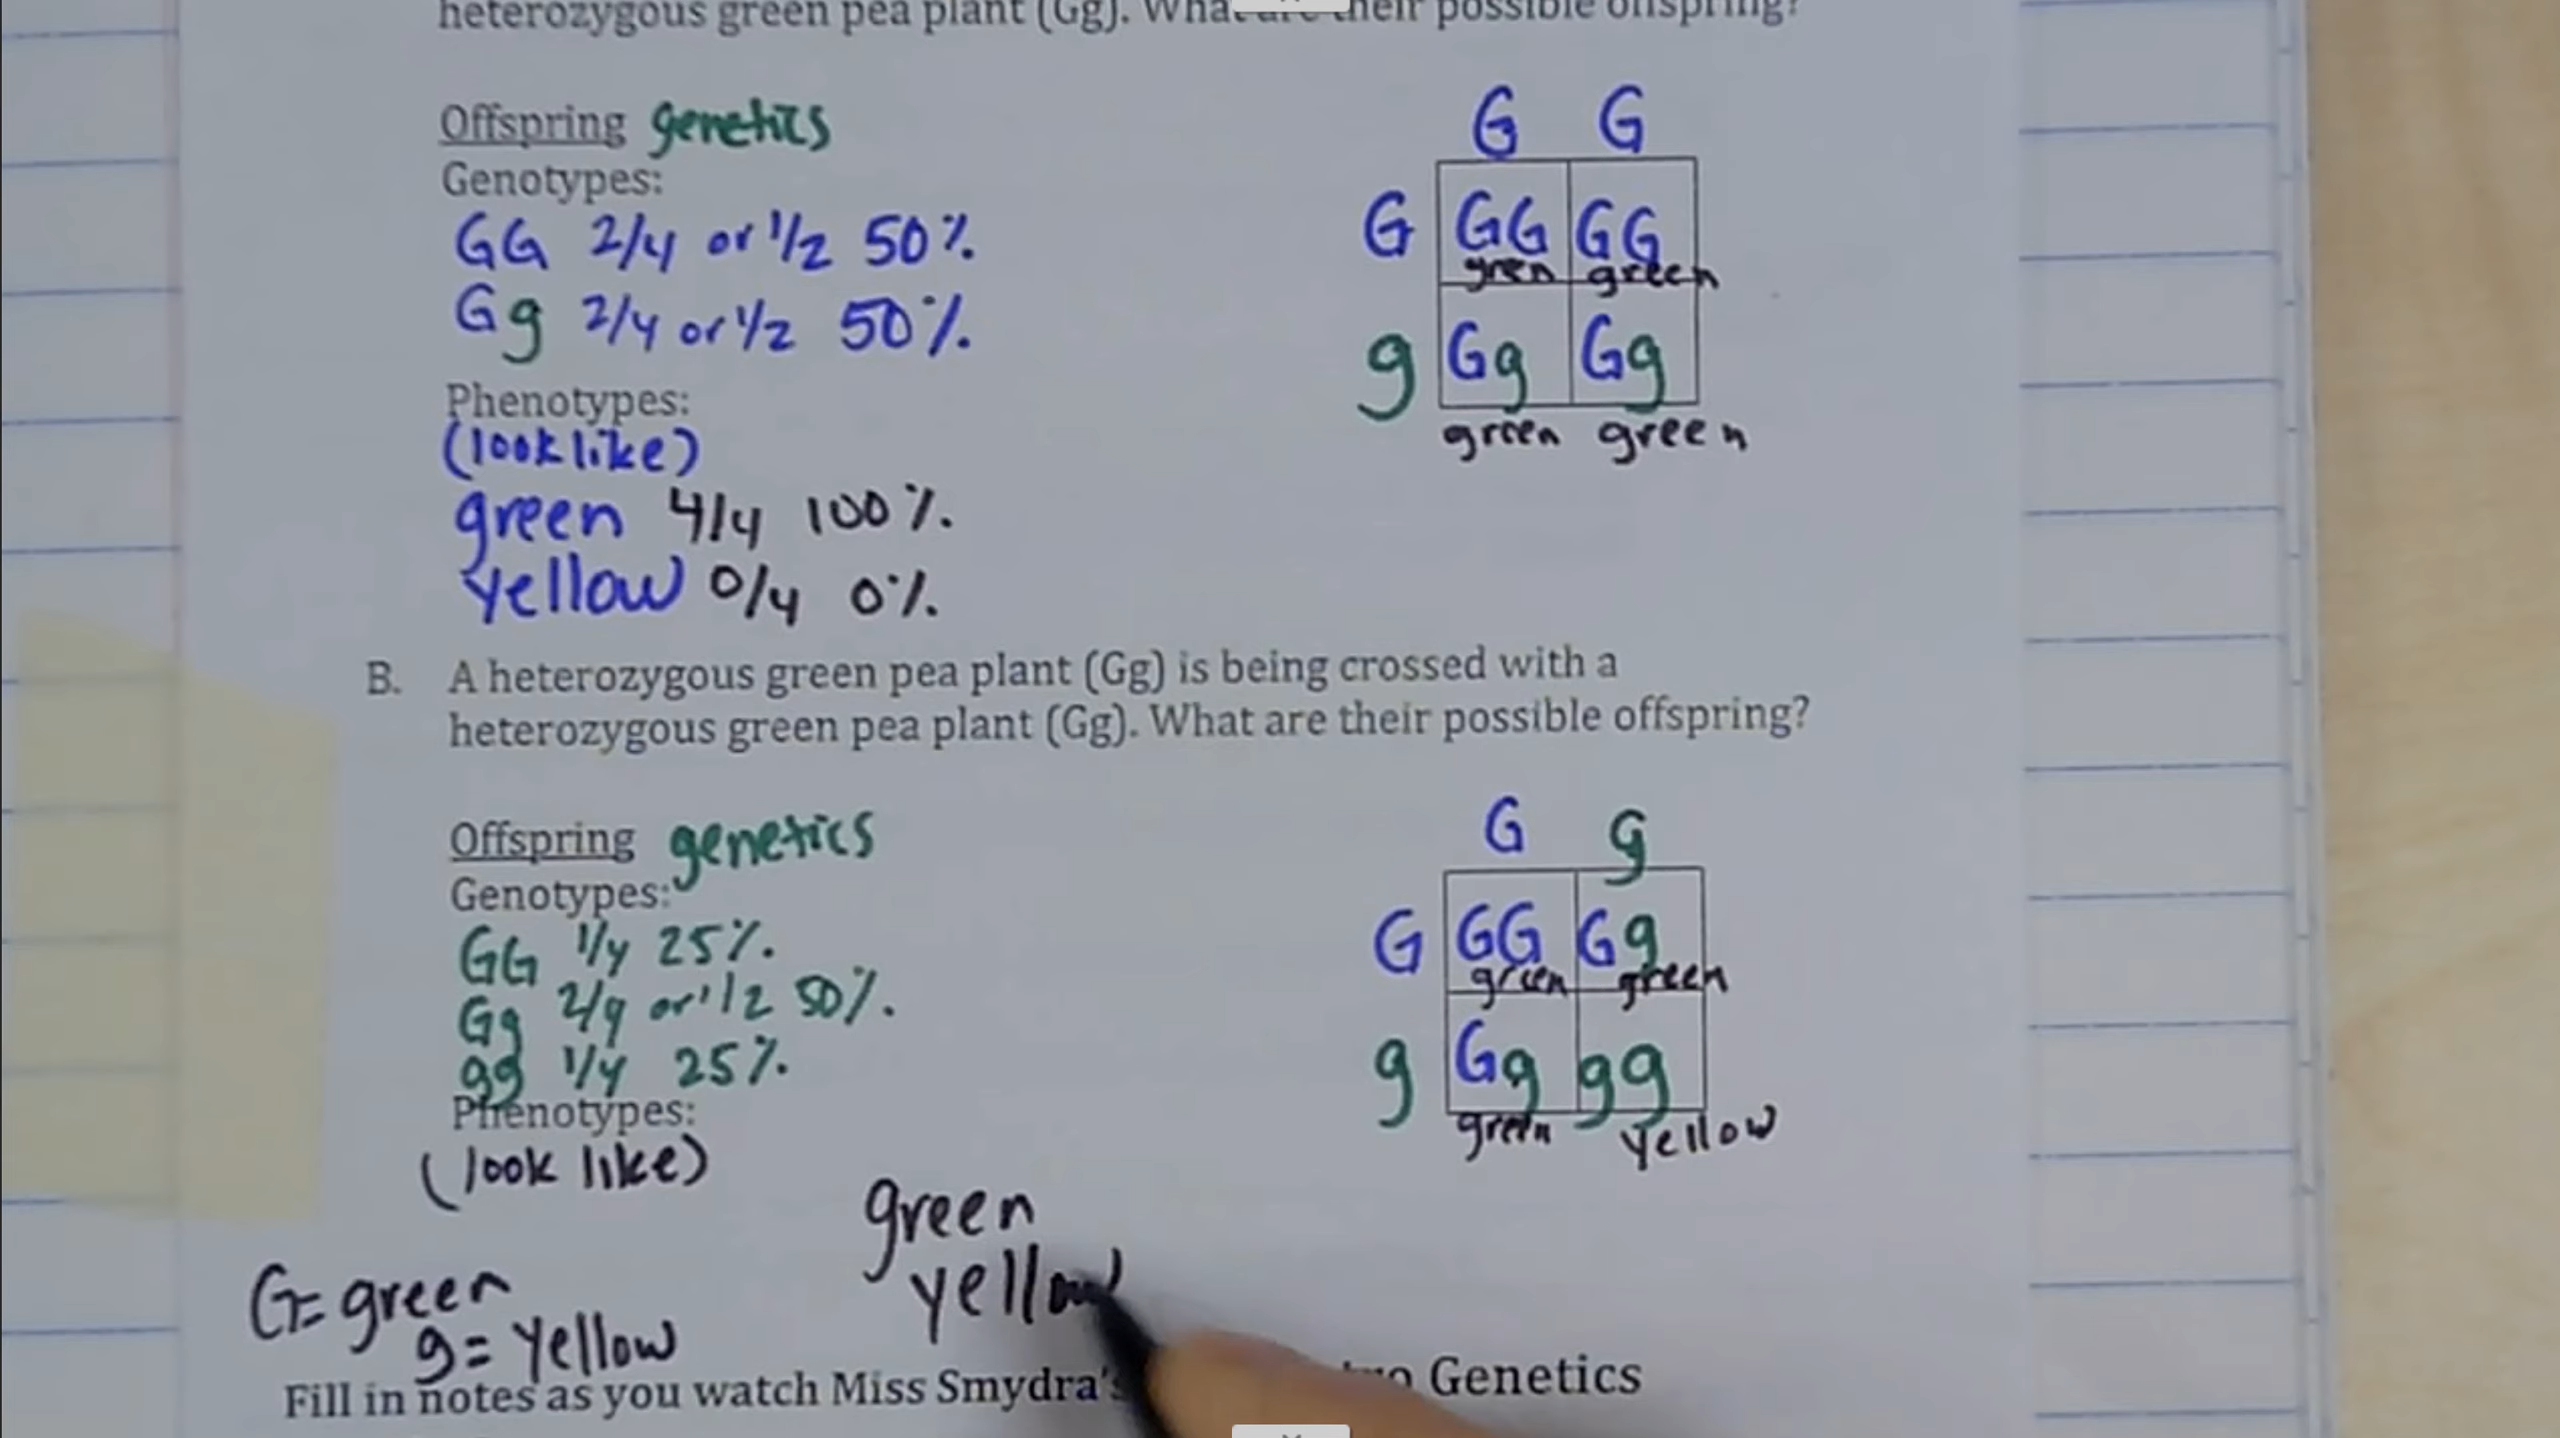 heterozygous green pea plant (Gg). What are their possible offspring?
Offspring genetics
Genotypes:
GG 2/4 or 1/2 50%
Gg 2/4 or 1/2 50%
Phenotypes:
(look like)
green 4/4 100%
yellow 0/4 0%
G G
G GG GG
green green
g Gg Gg
green green
B. A heterozygous green pea plant (Gg) is being crossed with a
heterozygous green pea plant (Gg). What are their possible offspring?
Offspring genetics
Genotypes:
GG 1/4 25%
Gg 2/4 or 1/2 50%
gg 1/4 25%
Phenotypes:
(look like)
G g
G GG Gg
green green
g Gg gg
green yellow
green
yellow
G= green
g= yellow
Fill in notes as you watch Miss Smydra's Genetics